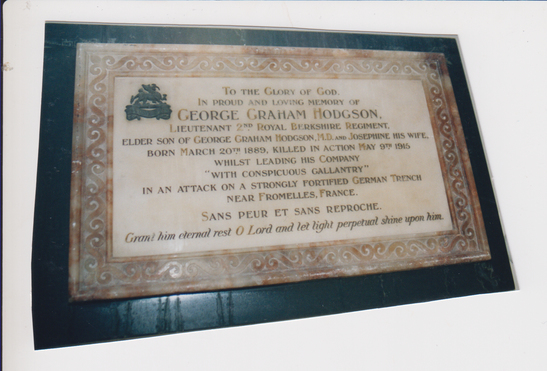 To the Glory of God.
In proud and loving memory of
George Graham Hodgson,
Lieutenant 2nd Royal Berkshire Regiment,
elder son of George Graham Hodgson, M.D. and Josephine his wife,
born March 20th 1889, killed in action May 9th 1915
whilst leading his Company
"with conspicuous gallantry"
in an attack on a strongly fortified German Trench
near Fromelles, France.
Sans peur et sans reproche.
Grant him eternal rest O Lord and let light perpetual shine upon him.